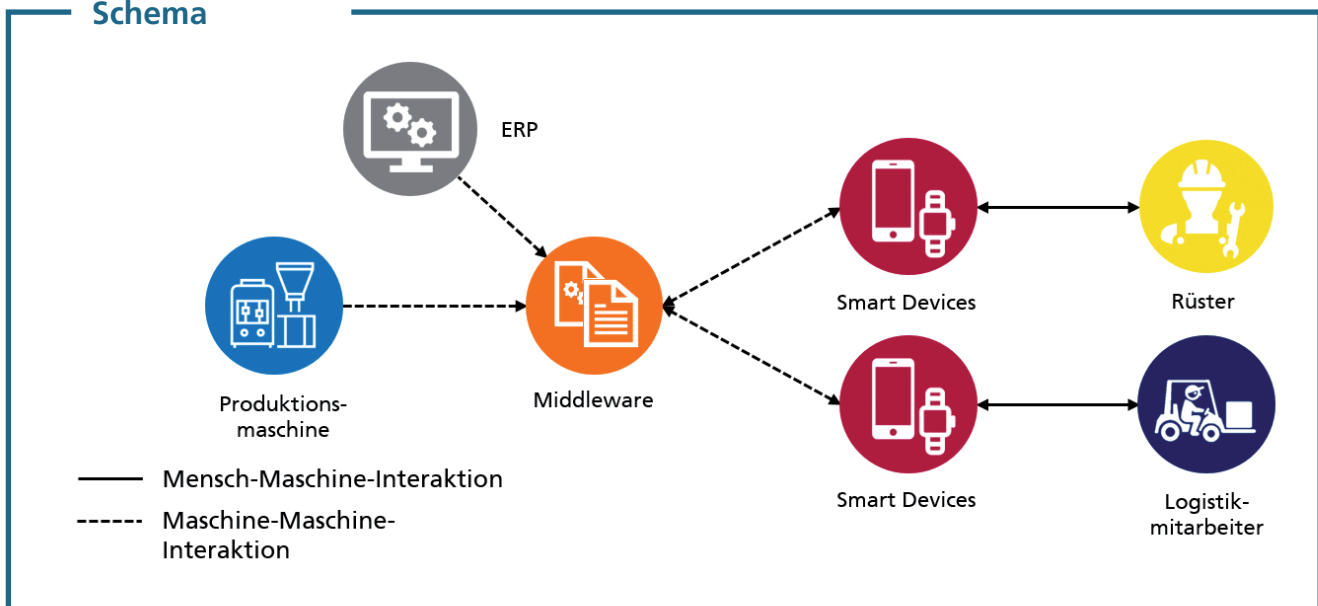 Schema
ERP
Smart Devices
Rüster
Produktions-
maschine
Middleware
Smart Devices
Logistik-
mitarbeiter
Mensch-Maschine-Interaktion
Maschine-Maschine-
Interaktion